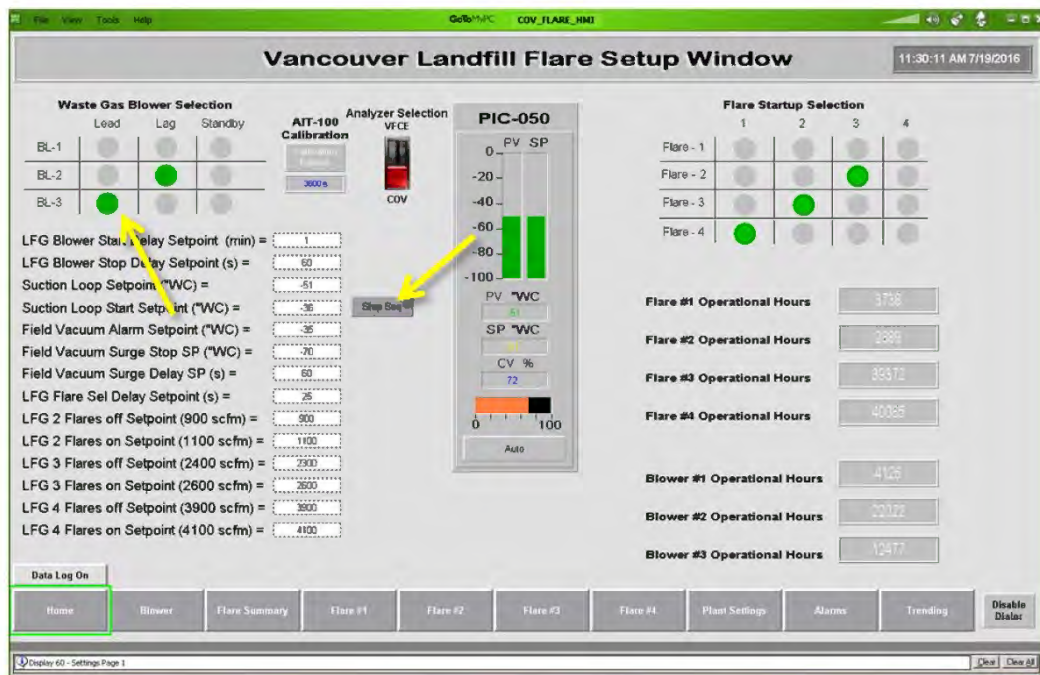 File View Tools Help
GoToMyPC COV_FLARE_HMI
Vancouver Landfill Flare Setup Window
11:30:11 AM 7/19/2016
Waste Gas Blower Selection
Lead Lag Standby
BL-1
BL-2
BL-3
AIT-100
Calibration
3600 s
Analyzer Selection
VFCE
COV
LFG Blower Start Delay Setpoint (min) = 1
LFG Blower Stop Delay Setpoint (s) = 60
Suction Loop Setpoint ("WC) = -51
Suction Loop Start Setpoint ("WC) = -36
Field Vacuum Alarm Setpoint ("WC) = -35
Field Vacuum Surge Stop SP ("WC) = -70
Field Vacuum Surge Delay SP (s) = 60
LFG Flare Sel Delay Setpoint (s) = 25
LFG 2 Flares off Setpoint (900 scfm) = 900
LFG 2 Flares on Setpoint (1100 scfm) = 1100
LFG 3 Flares off Setpoint (2400 scfm) = 2300
LFG 3 Flares on Setpoint (2600 scfm) = 2600
LFG 4 Flares off Setpoint (3900 scfm) = 3900
LFG 4 Flares on Setpoint (4100 scfm) = 4100
Stop Seq
PIC-050
PV SP
0
-20
-40
-60
-80
-100
PV "WC
SP "WC
CV %
72
0 100
Auto
Flare Startup Selection
1 2 3 4
Flare - 1
Flare - 2
Flare - 3
Flare - 4
Flare #1 Operational Hours 3736
Flare #2 Operational Hours
Flare #3 Operational Hours 39372
Flare #4 Operational Hours 40085
Blower #1 Operational Hours 4126
Blower #2 Operational Hours
Blower #3 Operational Hours 12477
Data Log On
Home Blower Flare Summary Flare #1 Flare #2 Flare #3 Flare #4 Plant Settings Alarms Trending Disable Dialer
Display 60 - Settings Page 1
Clear Clear All